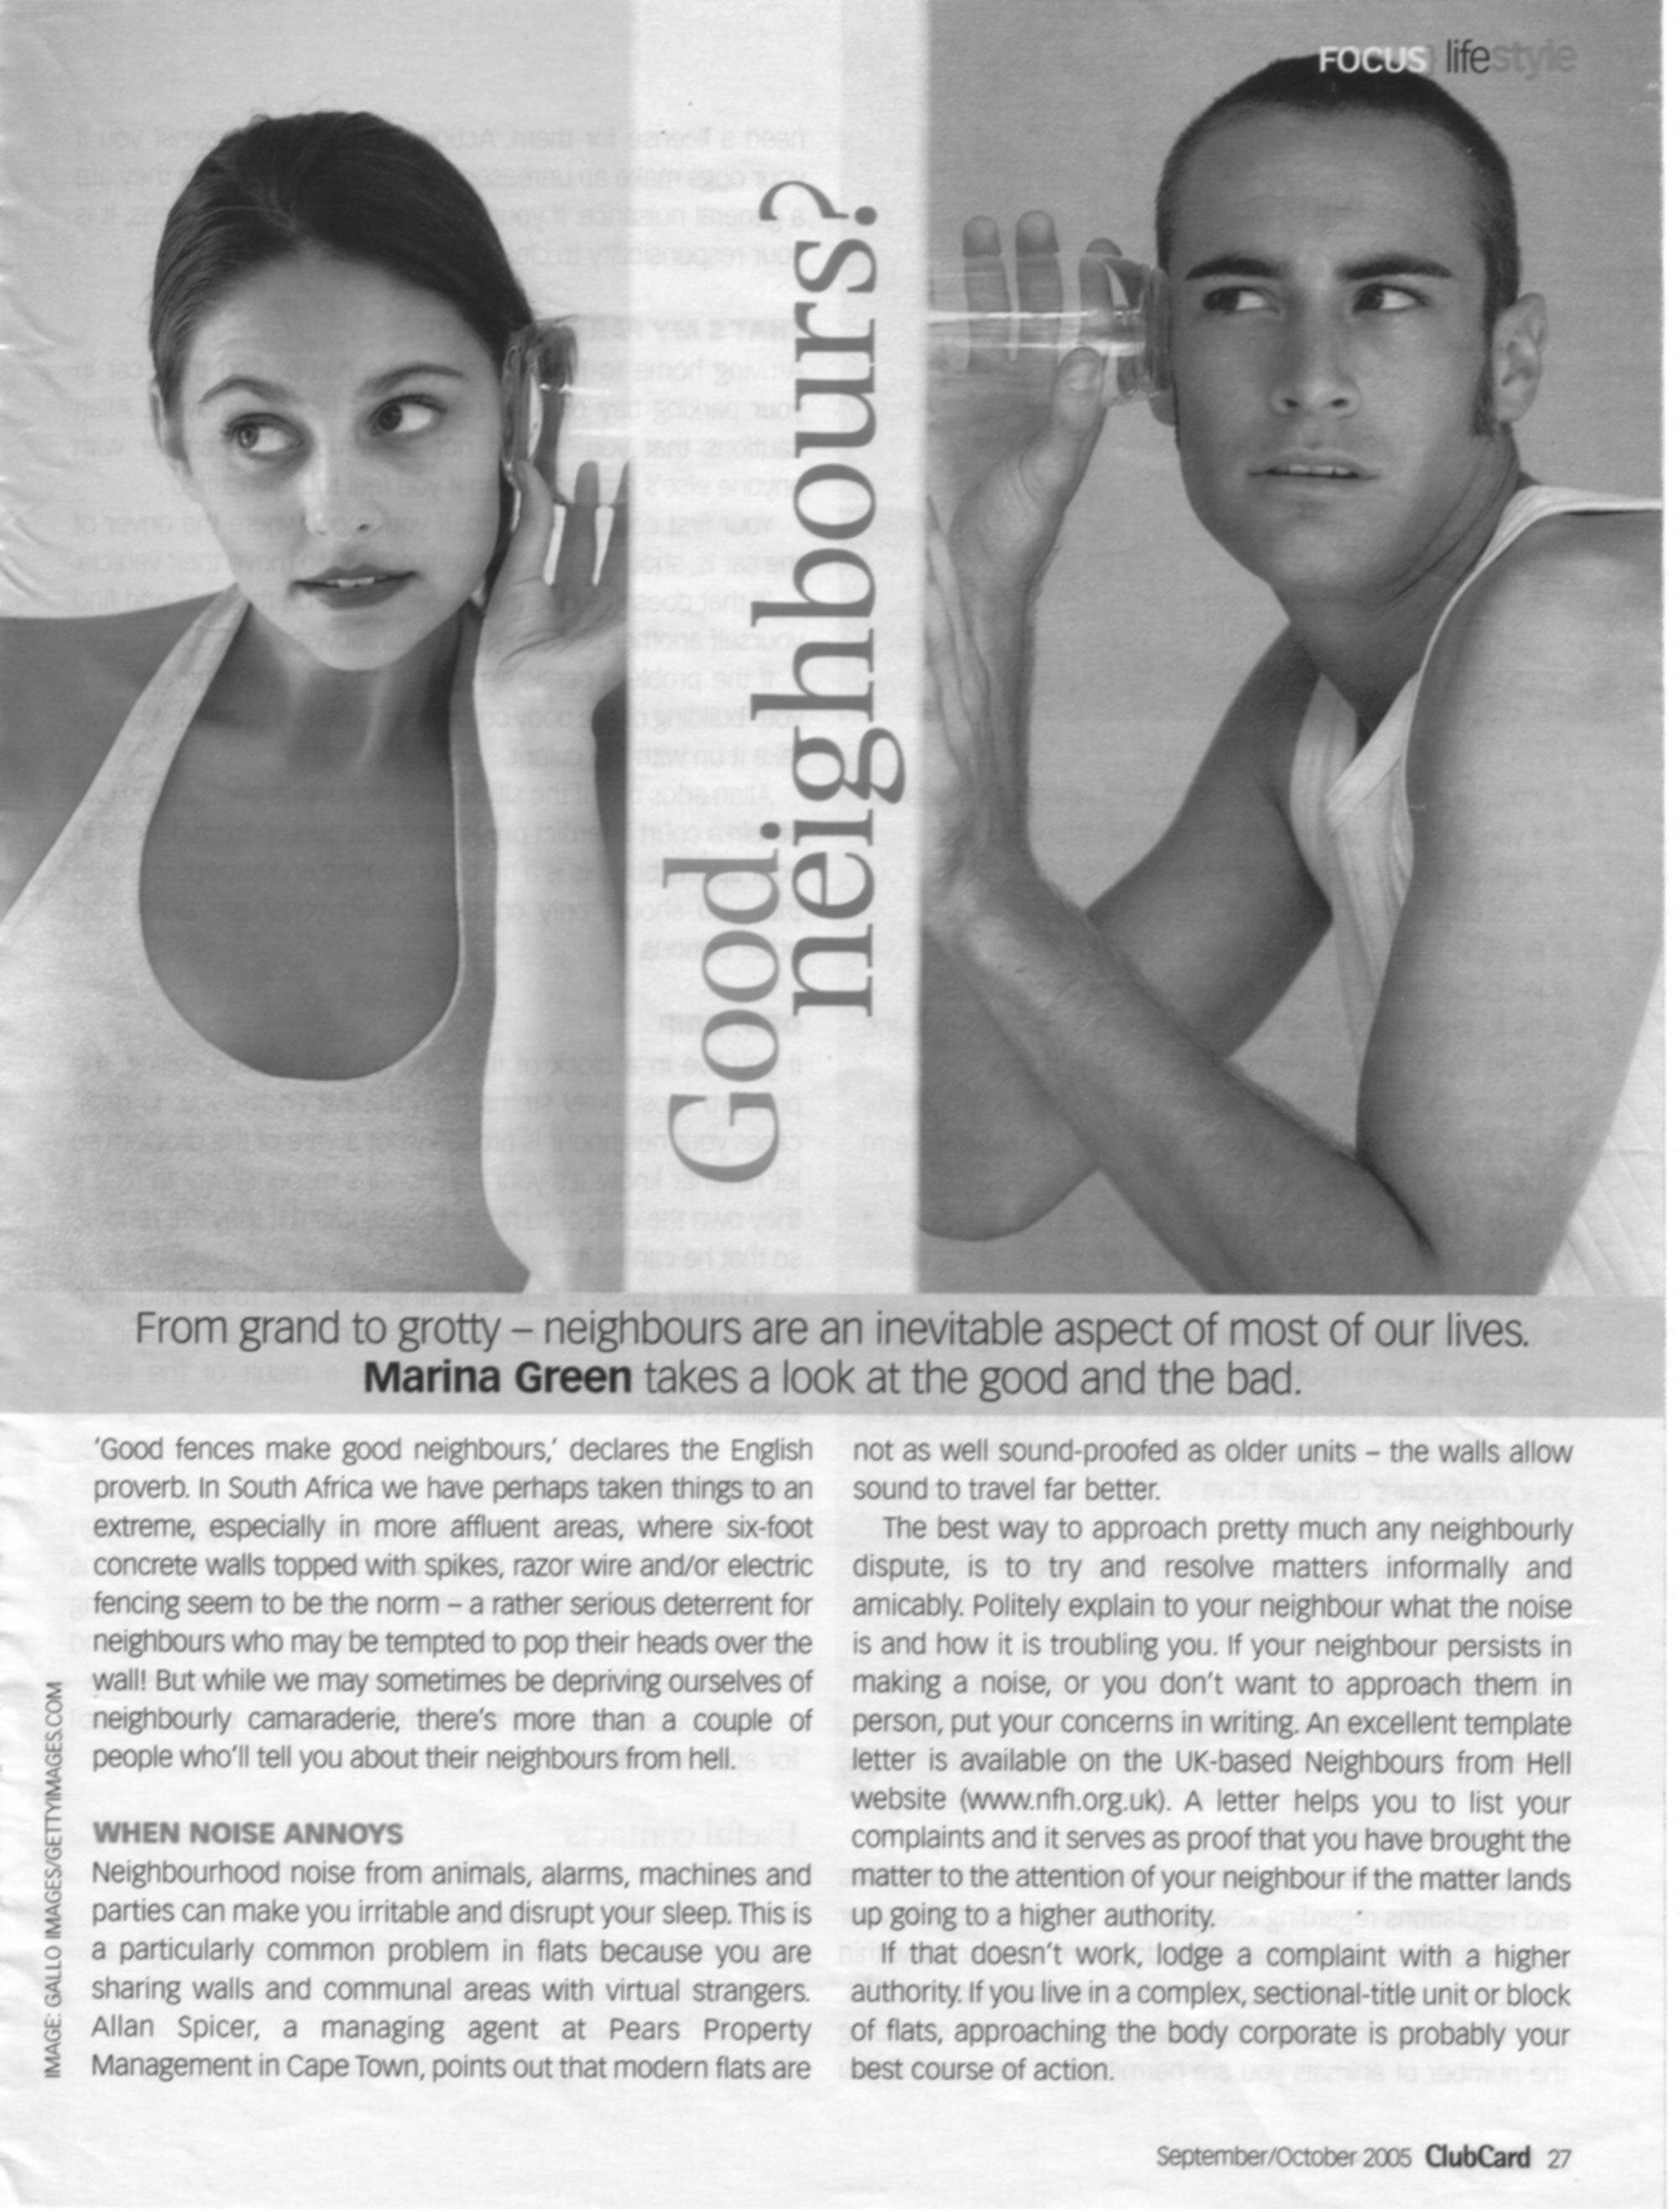 FOCUS lifestyle
Good
neighbours?
From grand to grotty – neighbours are an inevitable aspect of most of our lives.
Marina Green takes a look at the good and the bad.
'Good fences make good neighbours,' declares the English
proverb. In South Africa we have perhaps taken things to an
extreme, especially in more affluent areas, where six-foot
concrete walls topped with spikes, razor wire and/or electric
fencing seem to be the norm – a rather serious deterrent for
neighbours who may be tempted to pop their heads over the
wall! But while we may sometimes be depriving ourselves of
neighbourly camaraderie, there's more than a couple of
people who'll tell you about their neighbours from hell.
WHEN NOISE ANNOYS
Neighbourhood noise from animals, alarms, machines and
parties can make you irritable and disrupt your sleep. This is
a particularly common problem in flats because you are
sharing walls and communal areas with virtual strangers.
Allan Spicer, a managing agent at Pears Property
Management in Cape Town, points out that modern flats are
not as well sound-proofed as older units – the walls allow
sound to travel far better.
The best way to approach pretty much any neighbourly
dispute, is to try and resolve matters informally and
amicably. Politely explain to your neighbour what the noise
is and how it is troubling you. If your neighbour persists in
making a noise, or you don't want to approach them in
person, put your concerns in writing. An excellent template
letter is available on the UK-based Neighbours from Hell
website (www.nfh.org.uk). A letter helps you to list your
complaints and it serves as proof that you have brought the
matter to the attention of your neighbour if the matter lands
up going to a higher authority.
If that doesn't work, lodge a complaint with a higher
authority. If you live in a complex, sectional-title unit or block
of flats, approaching the body corporate is probably your
best course of action.
IMAGE: GALLO IMAGES/GETTYIMAGES.COM
September/October 2005 ClubCard 27